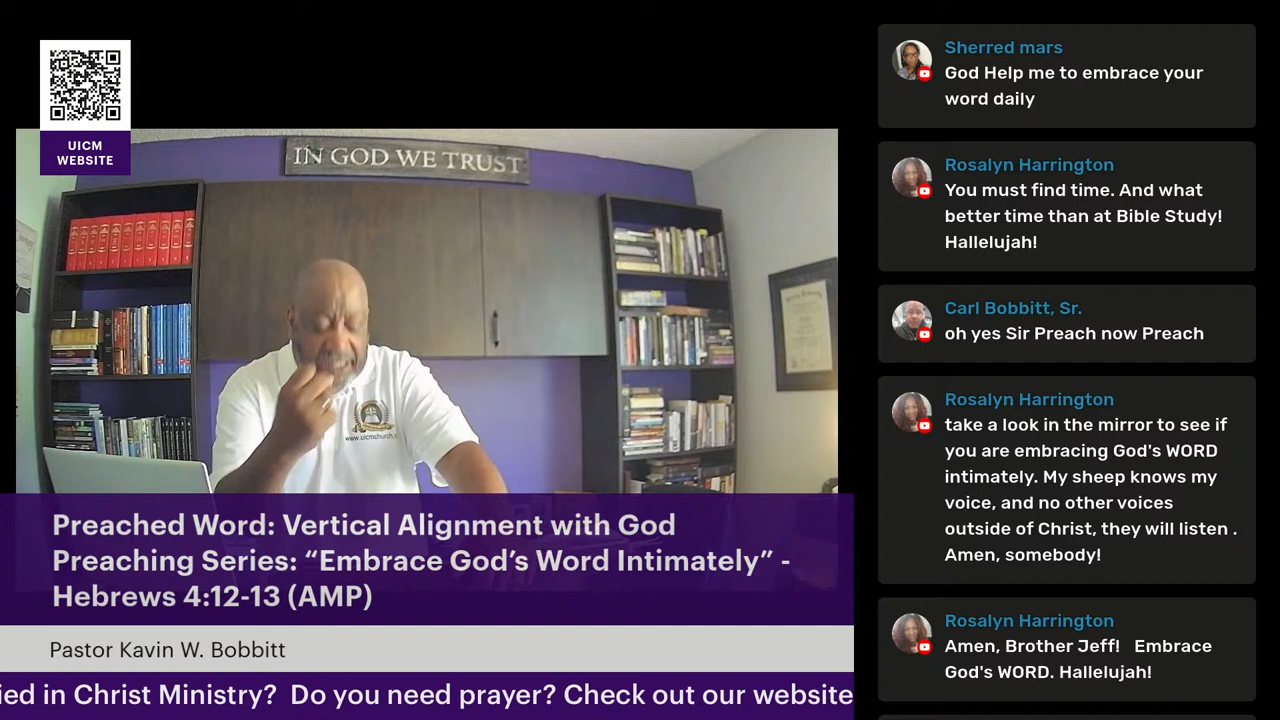 UICM
WEBSITE
IN GOD WE TRUST
www.uicmchurch.
Preached Word: Vertical Alignment with God
Preaching Series: “Embrace God’s Word Intimately” -
Hebrews 4:12-13 (AMP)
Pastor Kavin W. Bobbitt
ied in Christ Ministry? Do you need prayer? Check out our website
Sherred mars
God Help me to embrace your
word daily
Rosalyn Harrington
You must find time. And what
better time than at Bible Study!
Hallelujah!
Carl Bobbitt, Sr.
oh yes Sir Preach now Preach
Rosalyn Harrington
take a look in the mirror to see if
you are embracing God's WORD
intimately. My sheep knows my
voice, and no other voices
outside of Christ, they will listen .
Amen, somebody!
Rosalyn Harrington
Amen, Brother Jeff! Embrace
God's WORD. Hallelujah!